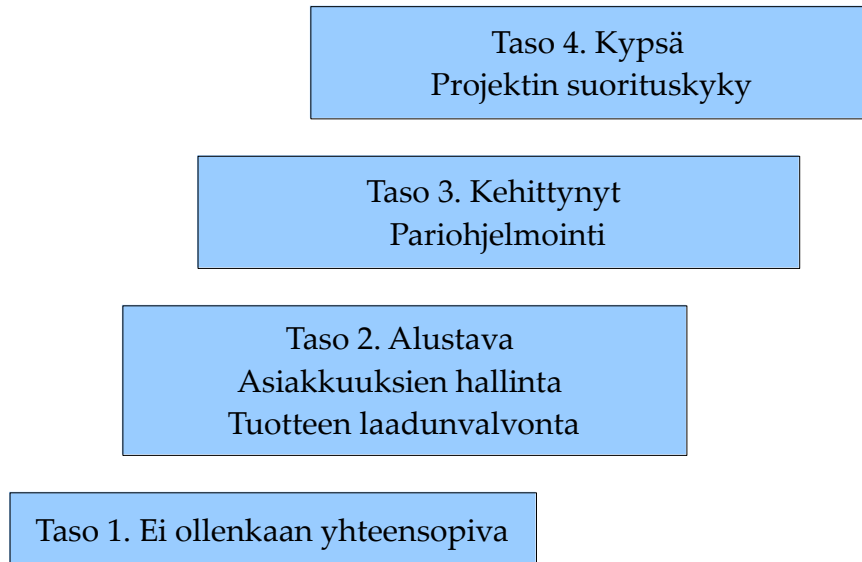 Taso 4. Kypsä
Projektin suorituskyky
Taso 3. Kehittynyt
Pariohjelmointi
Taso 2. Alustava
Asiakkuuksien hallinta
Tuotteen laadunvalvonta
Taso 1. Ei ollenkaan yhteensopiva